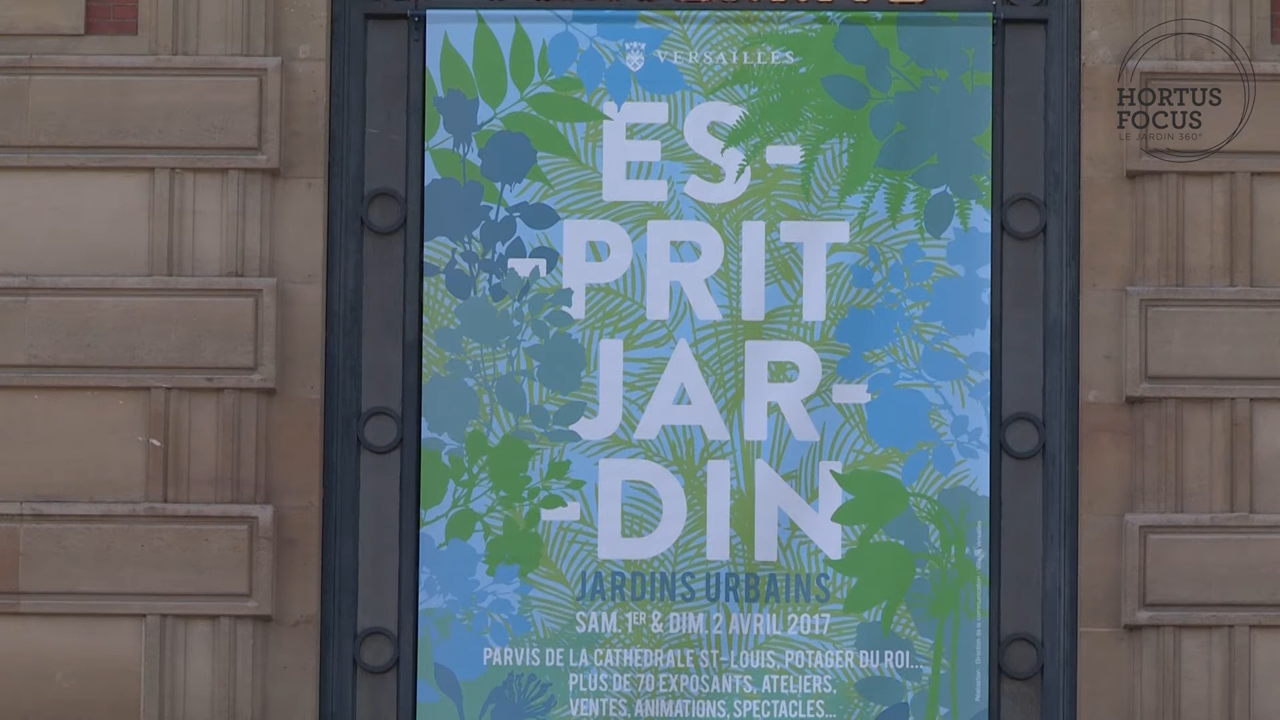 VERSAILLES
ES-
-PRIT
JAR-
-DIN
JARDINS URBAINS
SAM. 1ER & DIM. 2 AVRIL 2017
PARVIS DE LA CATHÉDRALE ST-LOUIS, POTAGER DU ROI...
PLUS DE 70 EXPOSANTS, ATELIERS,
VENTES, ANIMATIONS, SPECTACLES...
HORTUS
FOCUS
LE JARDIN 360°